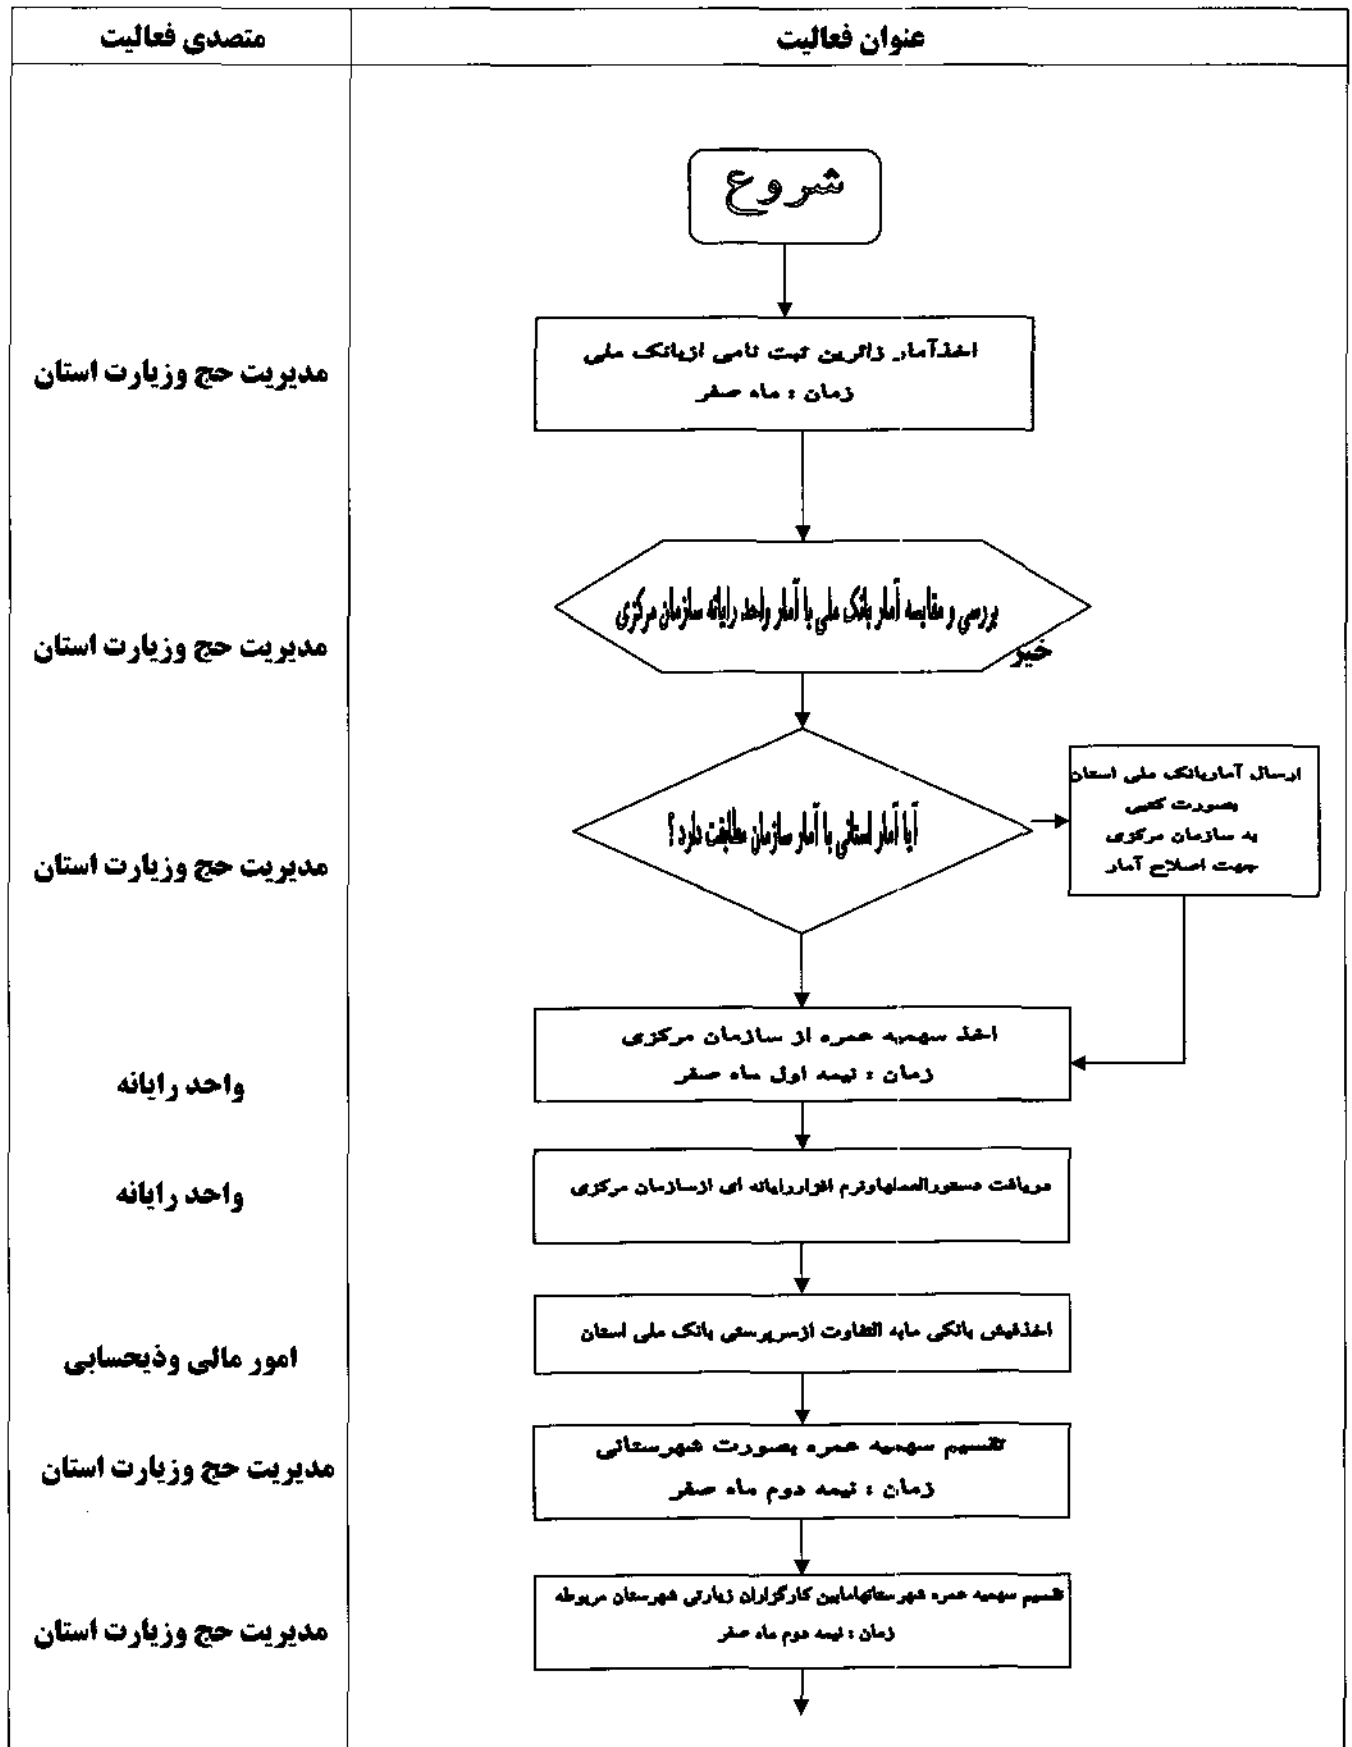 عنوان فعالیت
متصدی فعالیت
شروع
اخذآمار زائرین ثبت نامی ازبانک ملی
زمان : ماه صفر
مدیریت حج وزیارت استان
بررسی و مقایسه آمار بانک ملی با آمار واحد رایانه سازمان مرکزی
مدیریت حج وزیارت استان
خیر
آیا آمار استانی با آمار سازمان مطابقت دارد ؟
مدیریت حج وزیارت استان
ارسال آماربانک ملی استان
بصورت کتبی
به سازمان مرکزی
جهت اصلاح آمار
اخذ سهمیه عمره از سازمان مرکزی
زمان : نیمه اول ماه صفر
واحد رایانه
دریافت دستورالعملهاونرم افزاررایانه ای ازسازمان مرکزی
واحد رایانه
اخذفیش بانکی مابه التفاوت ازسرپرستی بانک ملی استان
امور مالی وذیحسابی
تقسیم سهمیه عمره بصورت شهرستانی
زمان : نیمه دوم ماه صفر
مدیریت حج وزیارت استان
تقسیم سهمیه عمره شهرستانهامابین کارگزاران زیارتی شهرستان مربوطه
زمان : نیمه دوم ماه صفر
مدیریت حج وزیارت استان